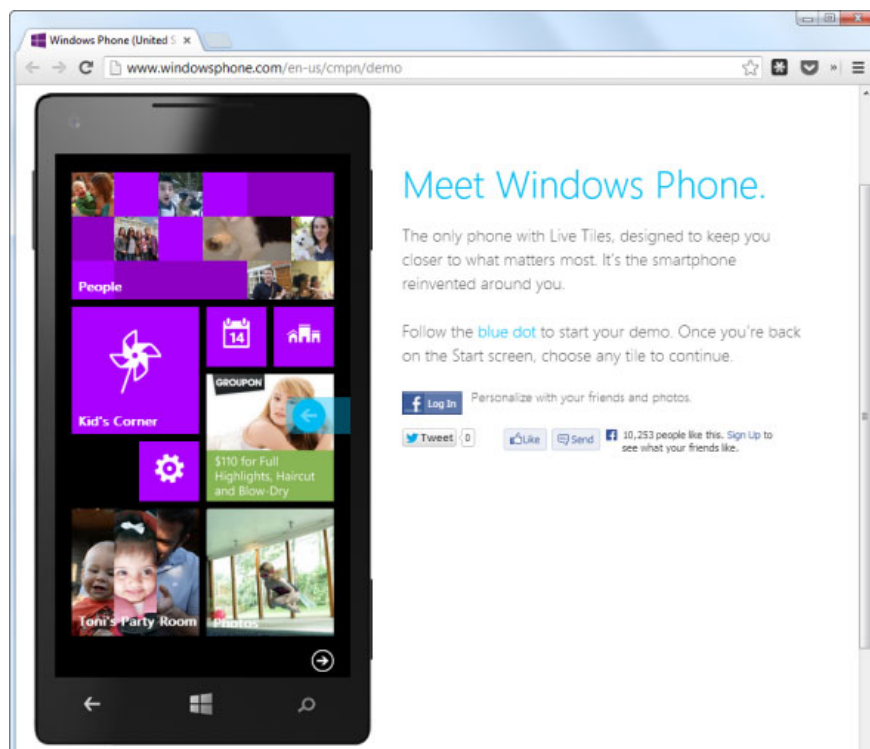 Windows Phone (United S
www.windowsphone.com/en-us/cmpn/demo
People
14
Kid's Corner
GROUPON
$110 for Full
Highlights, Haircut
and Blow-Dry
Toni's Party Room
Photos
Meet Windows Phone.
The only phone with Live Tiles, designed to keep you
closer to what matters most. It's the smartphone
reinvented around you.
Follow the blue dot to start your demo. Once you're back
on the Start screen, choose any tile to continue.
f Log In Personalize with your friends and photos.
Tweet 0 Like Send 10,253 people like this. Sign Up to
see what your friends like.